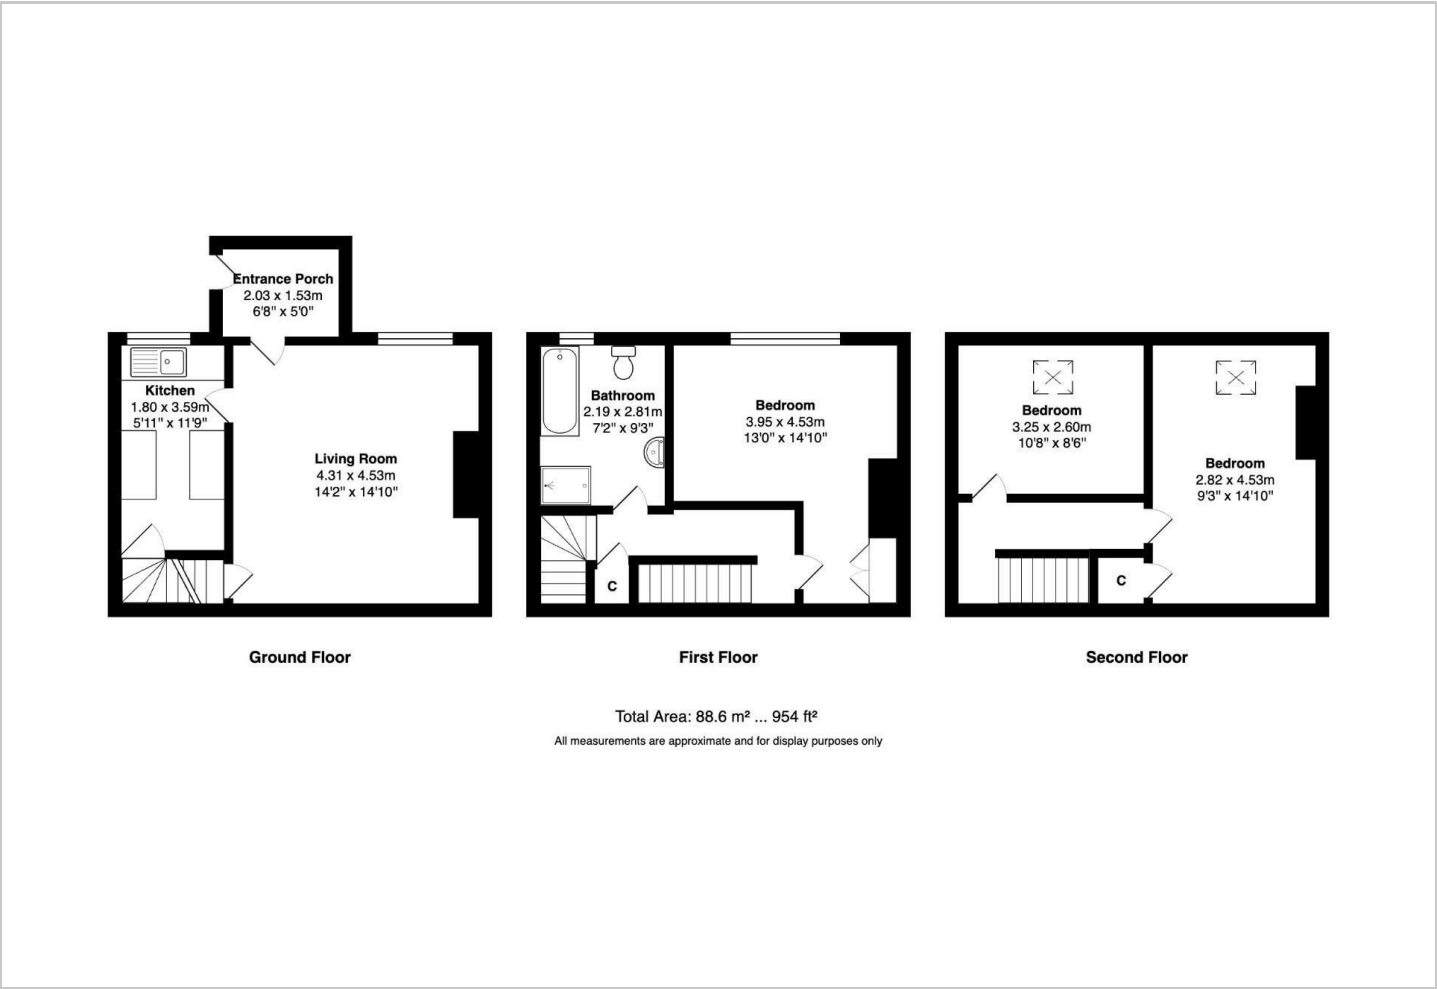 Entrance Porch
2.03 x 1.53m
6'8" x 5'0"
Kitchen
1.80 x 3.59m
5'11" x 11'9"
Living Room
4.31 x 4.53m
14'2" x 14'10"
Ground Floor
Bathroom
2.19 x 2.81m
7'2" x 9'3"
Bedroom
3.95 x 4.53m
13'0" x 14'10"
C
First Floor
Bedroom
3.25 x 2.60m
10'8" x 8'6"
Bedroom
2.82 x 4.53m
9'3" x 14'10"
C
Second Floor
Total Area: 88.6 m² ... 954 ft²
All measurements are approximate and for display purposes only